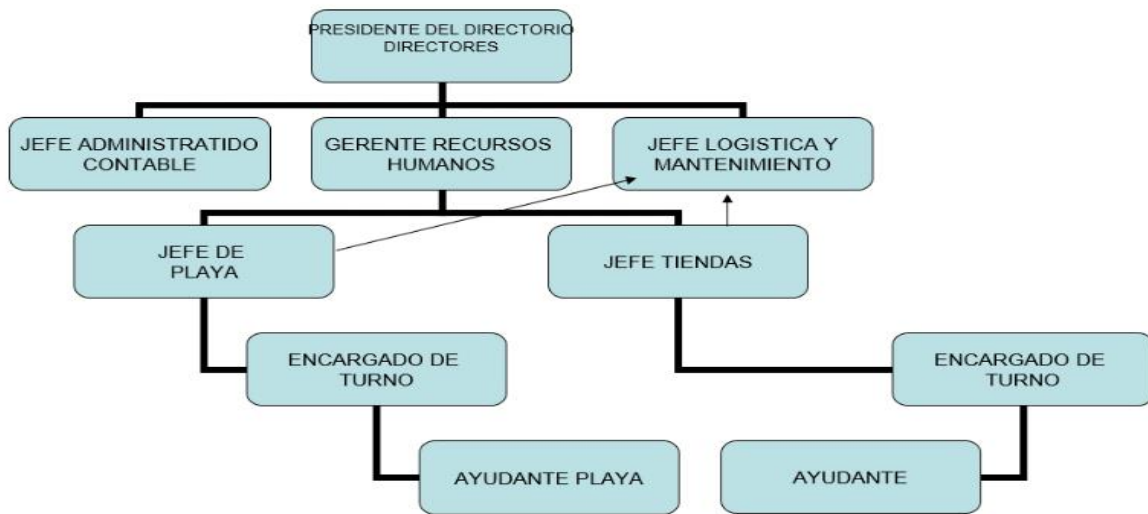 PRESIDENTE DEL DIRECTORIO
DIRECTORES
JEFE ADMINISTRATIDO
CONTABLE
GERENTE RECURSOS
HUMANOS
JEFE LOGISTICA Y
MANTENIMIENTO
JEFE DE
PLAYA
JEFE TIENDAS
ENCARGADO DE
TURNO
ENCARGADO DE
TURNO
AYUDANTE PLAYA
AYUDANTE